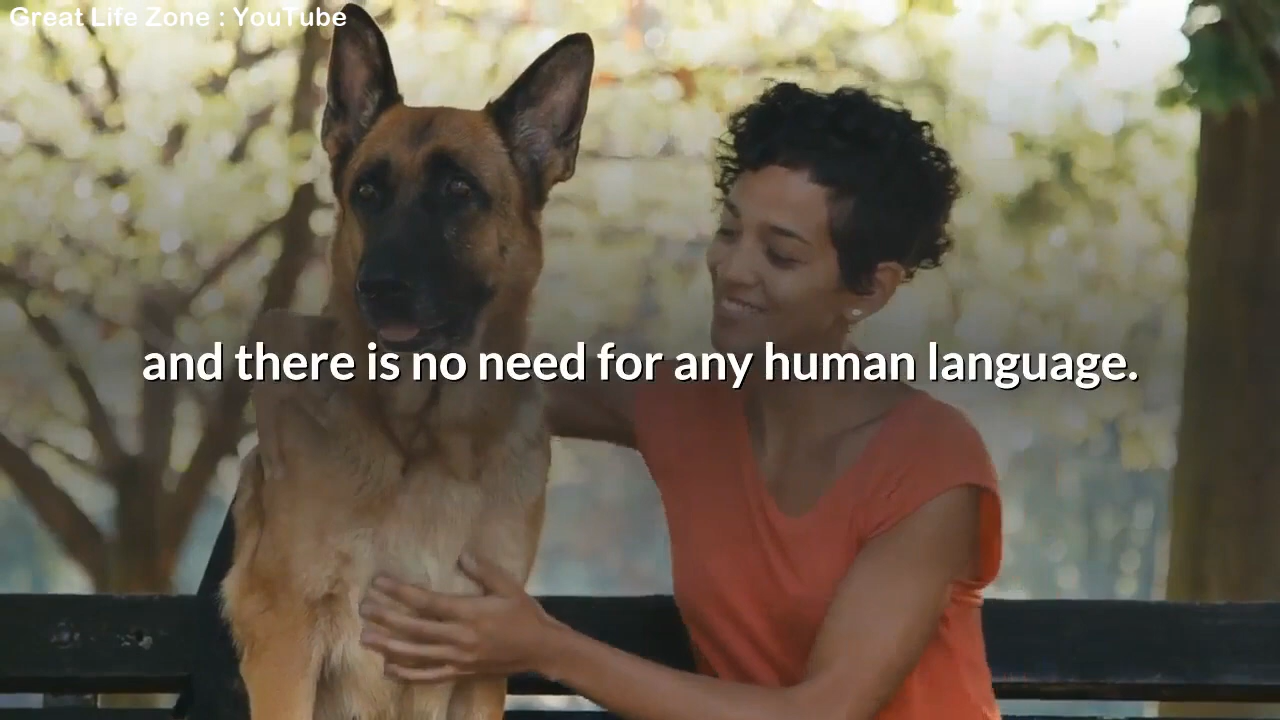 Great Life Zone : YouTube
and there is no need for any human language.